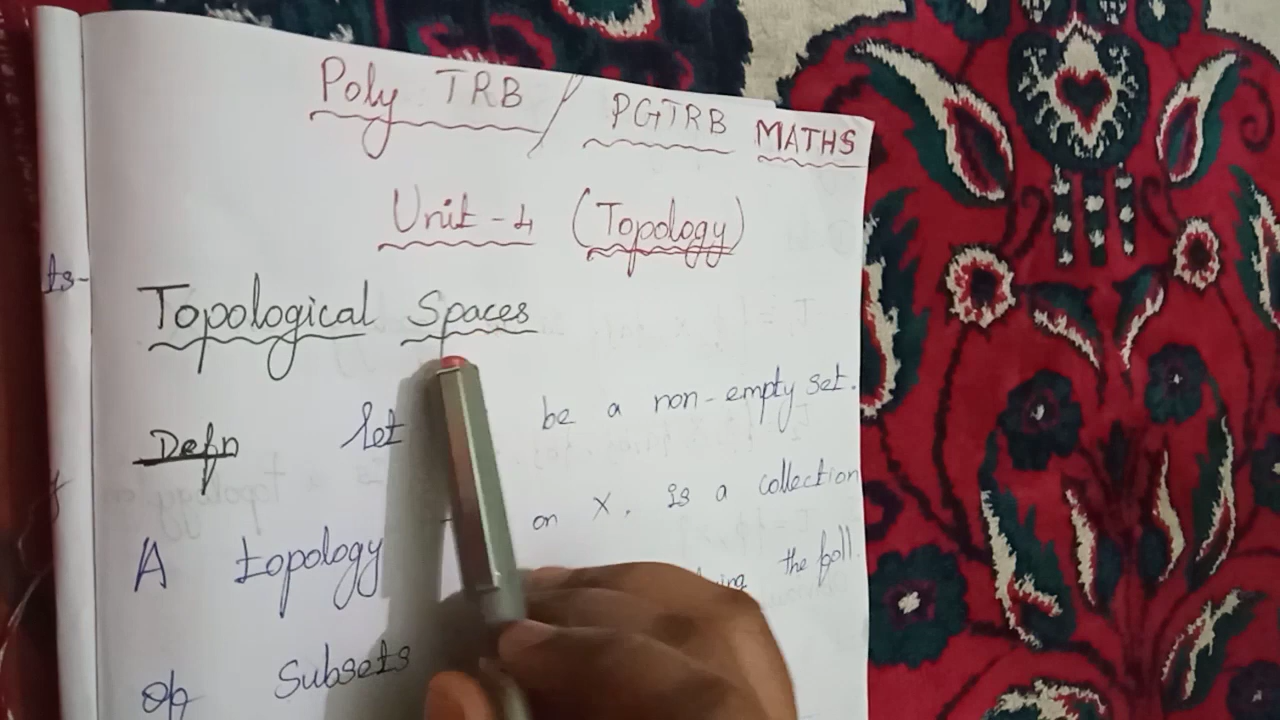 Poly TRB / PGTRB MATHS
Unit - 4 (Topology)
Topological Spaces
Defn Let be a non-empty set.
A topology on X, is a collection
of subsets the foll.